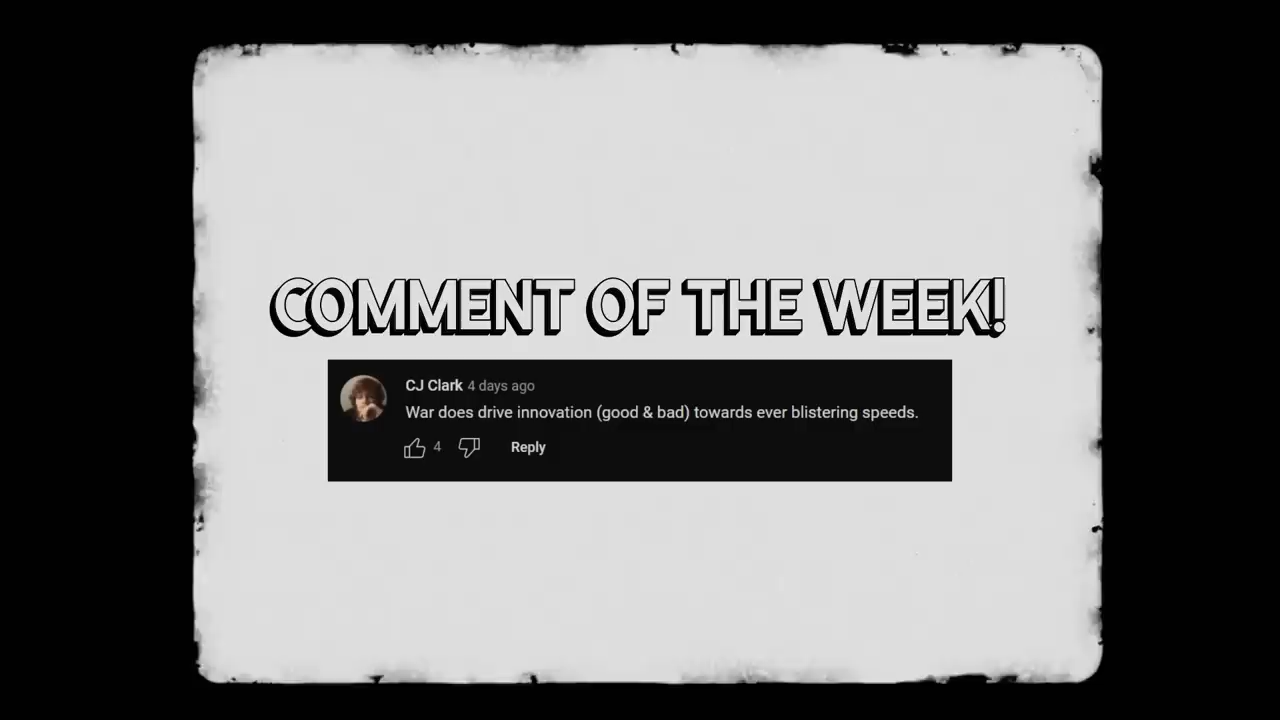 COMMENT OF THE WEEK!
CJ Clark 4 days ago
War does drive innovation (good & bad) towards ever blistering speeds.
4 Reply